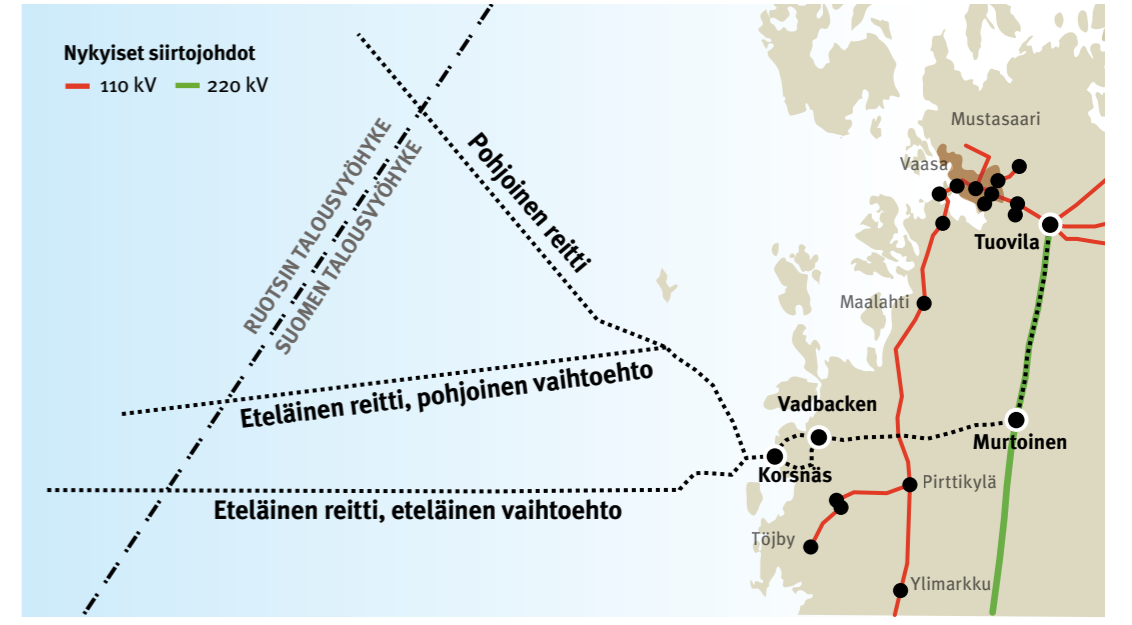 Nykyiset siirtojohdot
110 kV 220 kV
RUOTSIN TALOUSVYÖHYKE
SUOMEN TALOUSVYÖHYKE
Pohjoinen reitti
Mustasaari
Vaasa
Tuovila
Maalahti
Eteläinen reitti, pohjoinen vaihtoehto
Vadbacken
Murtoinen
Korsnäs
Pirttikylä
Eteläinen reitti, eteläinen vaihtoehto
Töjby
Ylimarkku